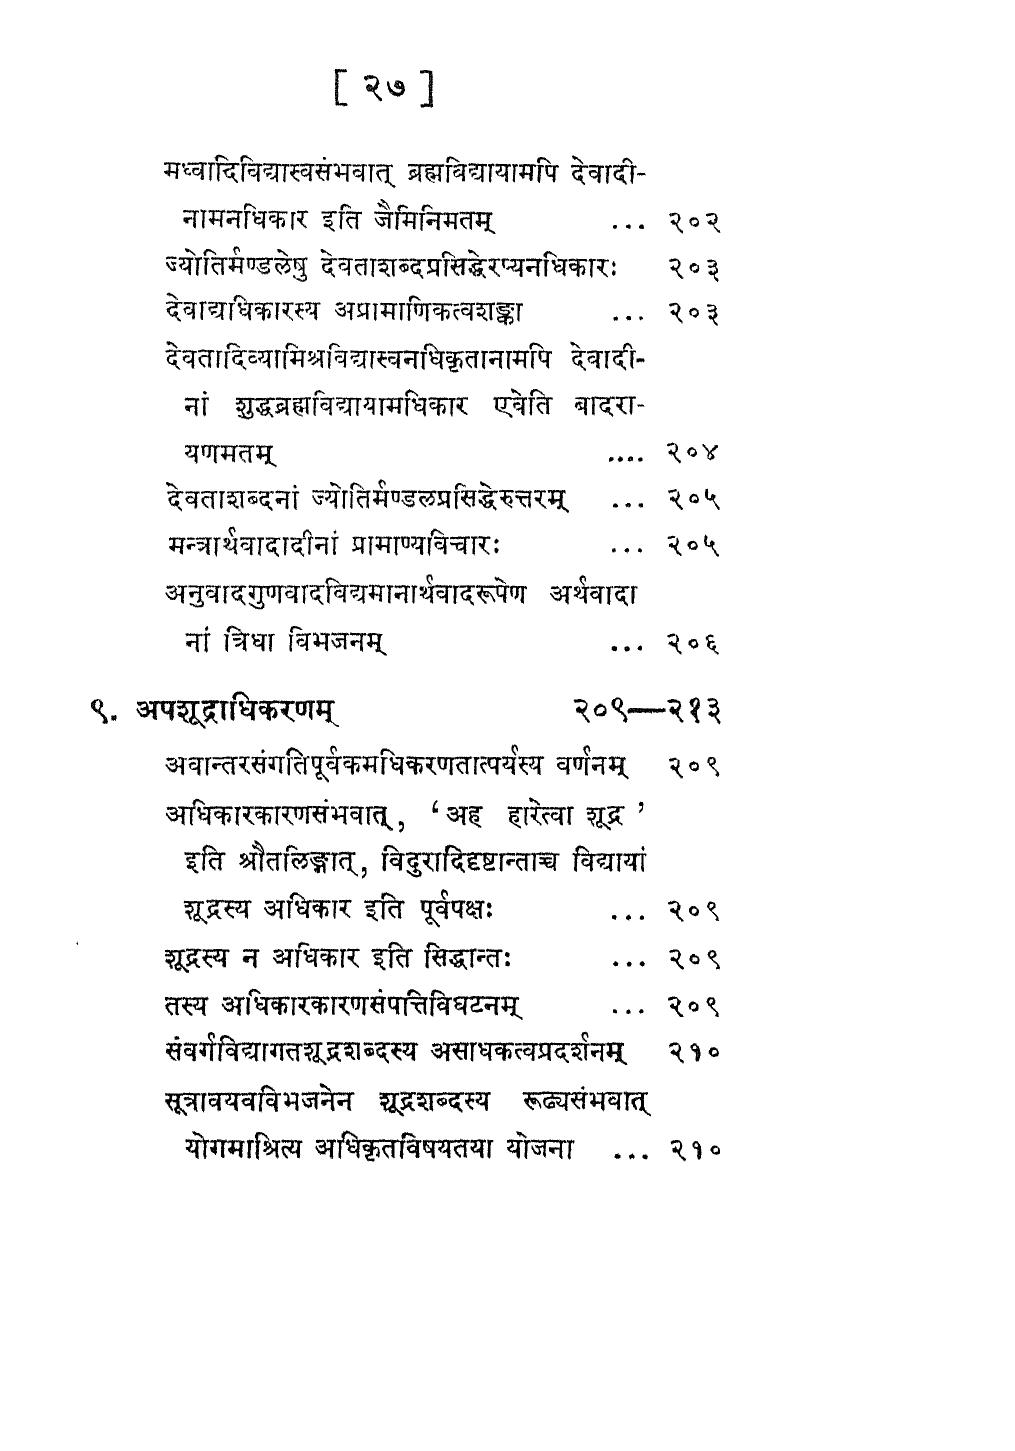 [ २७ ]
मध्वादिविद्यास्वसंभवात् ब्रह्मविद्यायामपि देवादी-
नामनधिकार इति जैमिनिमतम् ... २०२
ज्योतिर्मण्डलेषु देवताशब्दप्रसिद्धेरप्यनधिकारः २०३
देवाद्यधिकारस्य अप्रामाणिकत्वशङ्का ... २०३
देवतादिव्यामिश्रविद्यास्वनधिकृतानामपि देवादी-
नां शुद्धब्रह्मविद्यायामधिकार एवेति बादरा-
यणमतम् .... २०४
देवताशब्दनां ज्योतिर्मण्डलप्रसिद्धेरुत्तरम् ... २०५
मन्त्रार्थवादादीनां प्रामाण्यविचारः ... २०५
अनुवादगुणवादविद्यमानार्थवादरूपेण अर्थवादा
नां त्रिधा विभजनम् ... २०६
९. अपशूद्राधिकरणम् २०९—२१३
अवान्तरसंगतिपूर्वकमधिकरणतात्पर्यस्य वर्णनम् २०९
अधिकारकारणसंभवात्, ‘अह हारेत्वा शूद्र’
इति श्रौतलिङ्गात्, विदुरादिदृष्टान्ताच्च विद्यायां
शूद्रस्य अधिकार इति पूर्वपक्षः ... २०९
शूद्रस्य न अधिकार इति सिद्धान्तः ... २०९
तस्य अधिकारकारणसंपत्तिविघटनम् ... २०९
संवर्गविद्यागतशूद्रशब्दस्य असाधकत्वप्रदर्शनम् २१०
सूत्रावयवविभजनेन शूद्रशब्दस्य रूढ्यसंभवात्
योगमाश्रित्य अधिकृतविषयतया योजना ... २१०